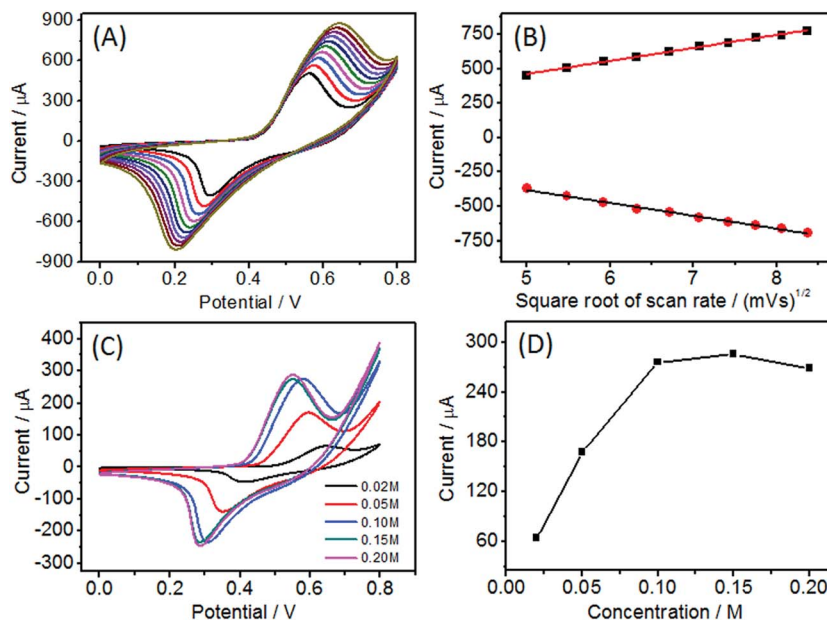 (A)
900
600
300
0
-300
-600
-900
Current / µA
0.0 0.2 0.4 0.6 0.8
Potential / V
(B)
750
500
250
0
-250
-500
-750
Current / µA
5 6 7 8
Square root of scan rate / (mVs)^1/2
(C)
400
300
200
100
0
-100
-200
-300
Current / µA
0.02M
0.05M
0.10M
0.15M
0.20M
0.0 0.2 0.4 0.6 0.8
Potential / V
(D)
300
240
180
120
60
Current / µA
0.00 0.05 0.10 0.15 0.20
Concentration / M